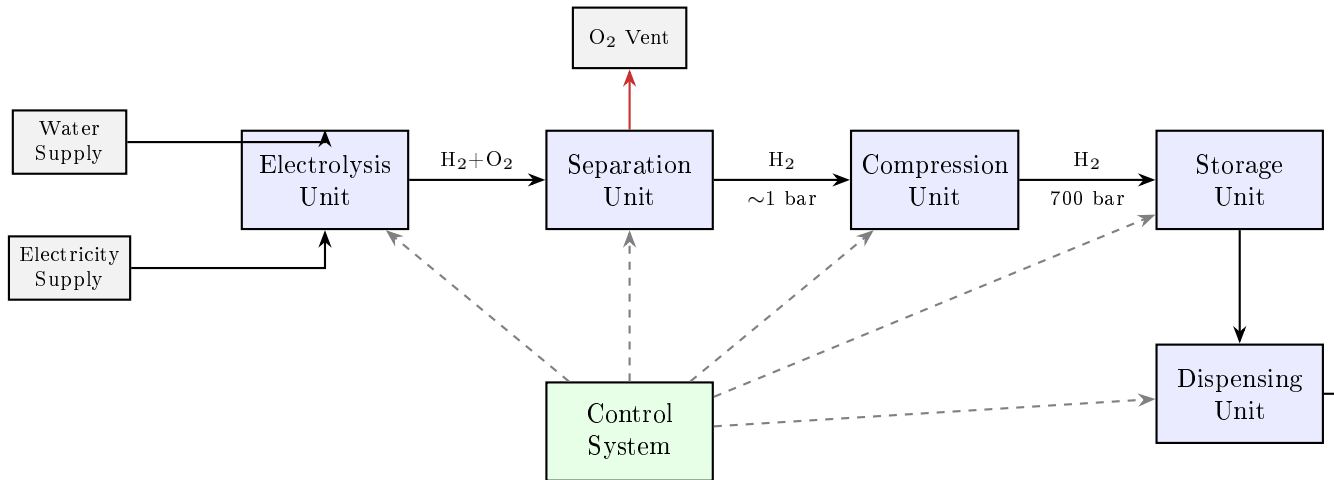 O₂ Vent
Water
Supply
Electrolysis
Unit
H₂+O₂
Separation
Unit
H₂
~1 bar
Compression
Unit
H₂
700 bar
Storage
Unit
Electricity
Supply
Dispensing
Unit
Control
System